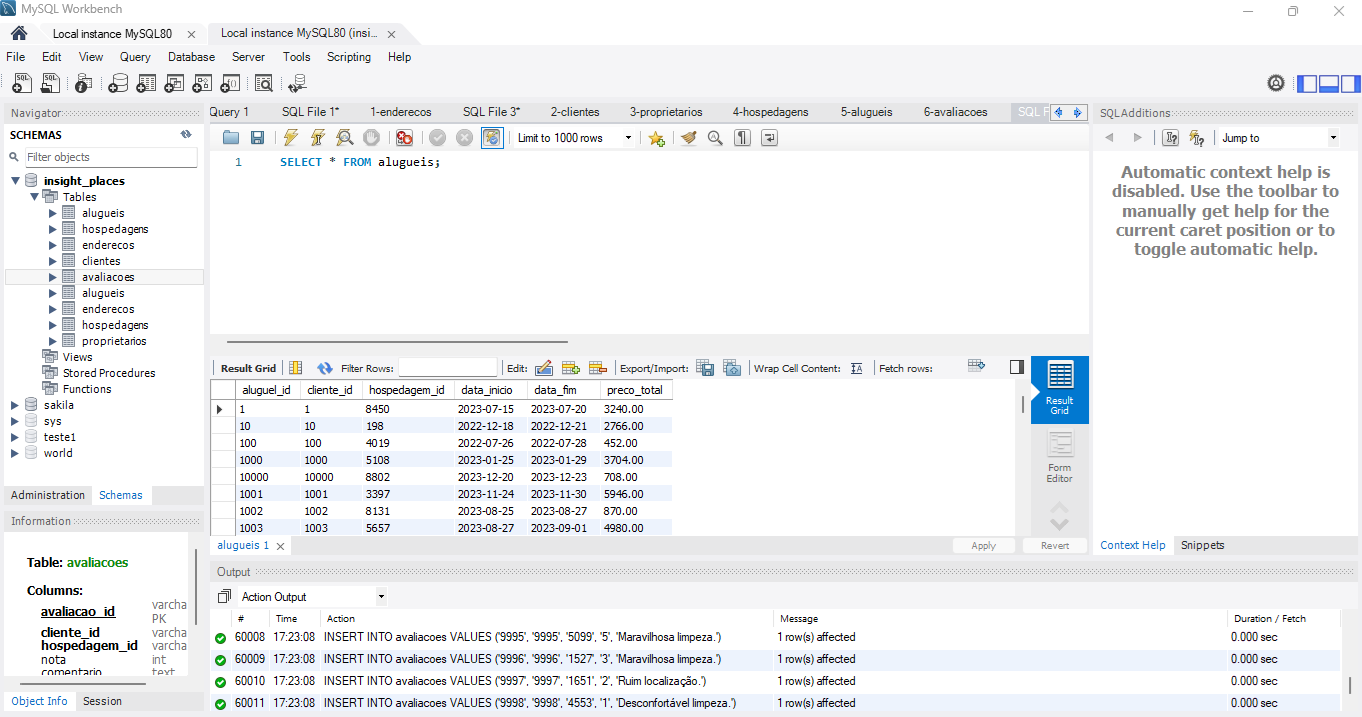 MySQL Workbench
Local instance MySQL80
Local instance MySQL80 (insi...
File Edit View Query Database Server Tools Scripting Help
Navigator
SCHEMAS
Filter objects
insight_places
Tables
alugueis
hospedagens
enderecos
clientes
avaliacoes
alugueis
enderecos
hospedagens
proprietarios
Views
Stored Procedures
Functions
sakila
sys
teste1
world
Administration Schemas
Information
Table: avaliacoes
Columns:
avaliacao_id varcha
PK
cliente_id varcha
hospedagem_id varcha
nota int
comentario text
Object Info Session
Query 1 SQL File 1* 1-enderecos SQL File 3* 2-clientes 3-proprietarios 4-hospedagens 5-alugueis 6-avaliacoes SQL F
Limit to 1000 rows
1 SELECT * FROM alugueis;
Result Grid Filter Rows: Edit: Export/Import: Wrap Cell Content: Fetch rows:
aluguel_id cliente_id hospedagem_id data_inicio data_fim preco_total
1 1 8450 2023-07-15 2023-07-20 3240.00
10 10 198 2022-12-18 2022-12-21 2766.00
100 100 4019 2022-07-26 2022-07-28 452.00
1000 1000 5108 2023-01-25 2023-01-29 3704.00
10000 10000 8802 2023-12-20 2023-12-23 708.00
1001 1001 3397 2023-11-24 2023-11-30 5946.00
1002 1002 8131 2023-08-25 2023-08-27 870.00
1003 1003 5657 2023-08-27 2023-09-01 4980.00
Result
Grid
Form
Editor
alugueis 1
Apply Revert
SQLAdditions
Jump to
Automatic context help is
disabled. Use the toolbar to
manually get help for the
current caret position or to
toggle automatic help.
Context Help Snippets
Output
Action Output
# Time Action Message Duration / Fetch
60008 17:23:08 INSERT INTO avaliacoes VALUES ('9995', '9995', '5099', '5', 'Maravilhosa limpeza.') 1 row(s) affected 0.000 sec
60009 17:23:08 INSERT INTO avaliacoes VALUES ('9996', '9996', '1527', '3', 'Maravilhosa limpeza.') 1 row(s) affected 0.000 sec
60010 17:23:08 INSERT INTO avaliacoes VALUES ('9997', '9997', '1651', '2', 'Ruim localização.') 1 row(s) affected 0.000 sec
60011 17:23:08 INSERT INTO avaliacoes VALUES ('9998', '9998', '4553', '1', 'Desconfortável limpeza.') 1 row(s) affected 0.000 sec